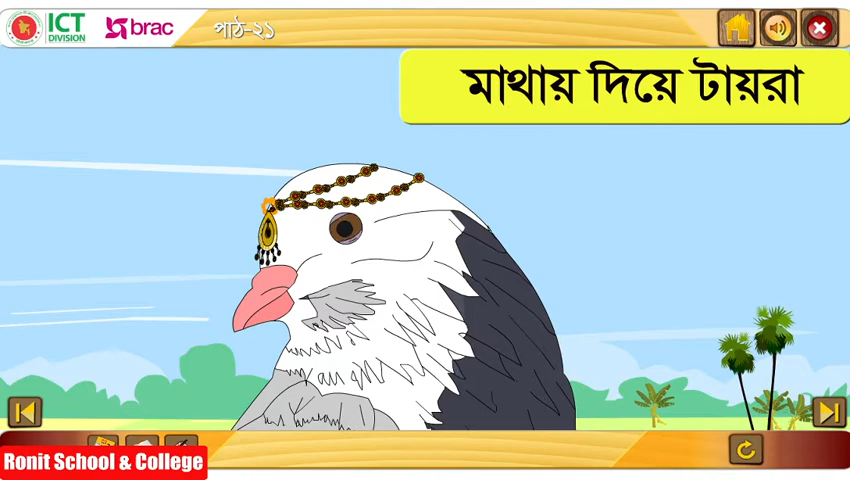 ICT
DIVISION
brac
পাঠ-২১
মাথায় দিয়ে টায়রা
Ronit School & College